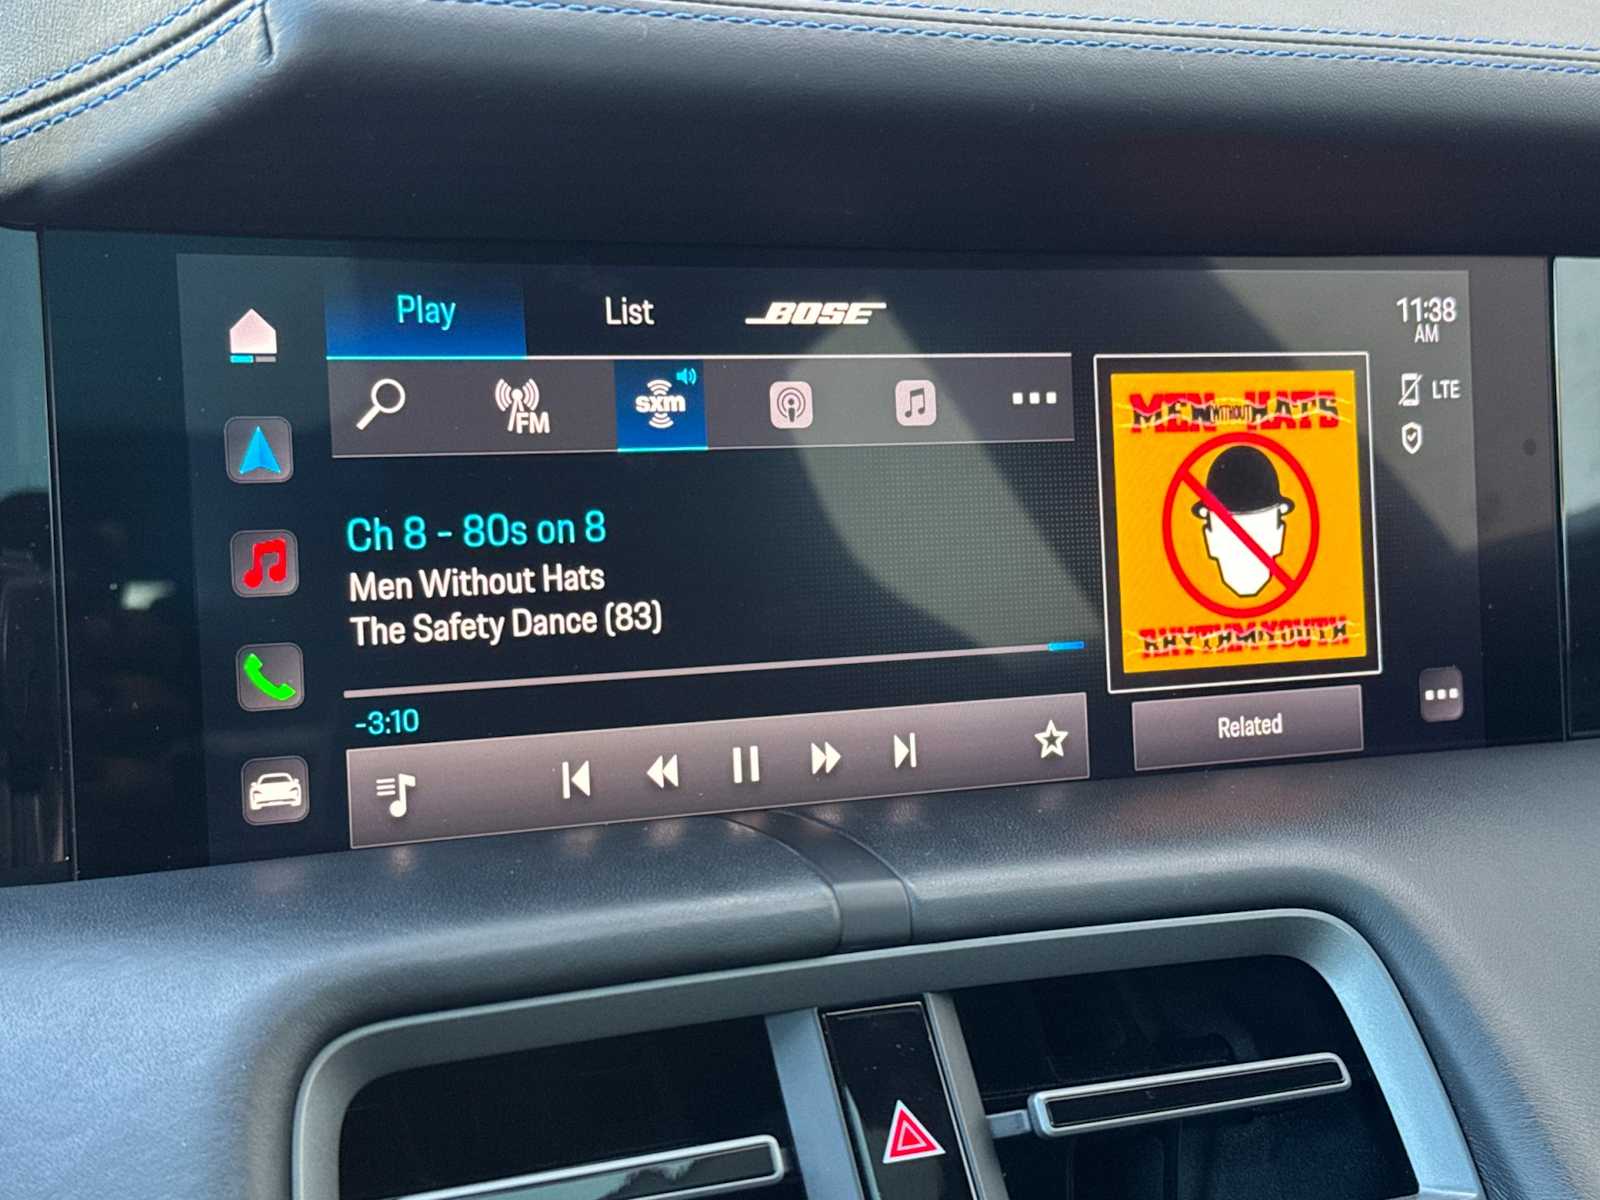 Play
List
BOSE
11:38
AM
FM
sxm
LTE
MEN WITHOUT HATS
Ch 8 - 80s on 8
Men Without Hats
The Safety Dance (83)
RHYTHM OF YOUTH
-3:10
Related